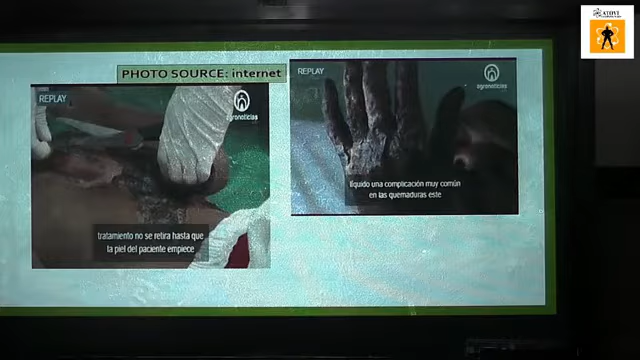 PHOTO SOURCE: internet
REPLAY
agronoticias
tratamiento no se retira hasta que
la piel del paciente empiece
REPLAY
agronoticias
líquido una complicación muy común
en las quemaduras este